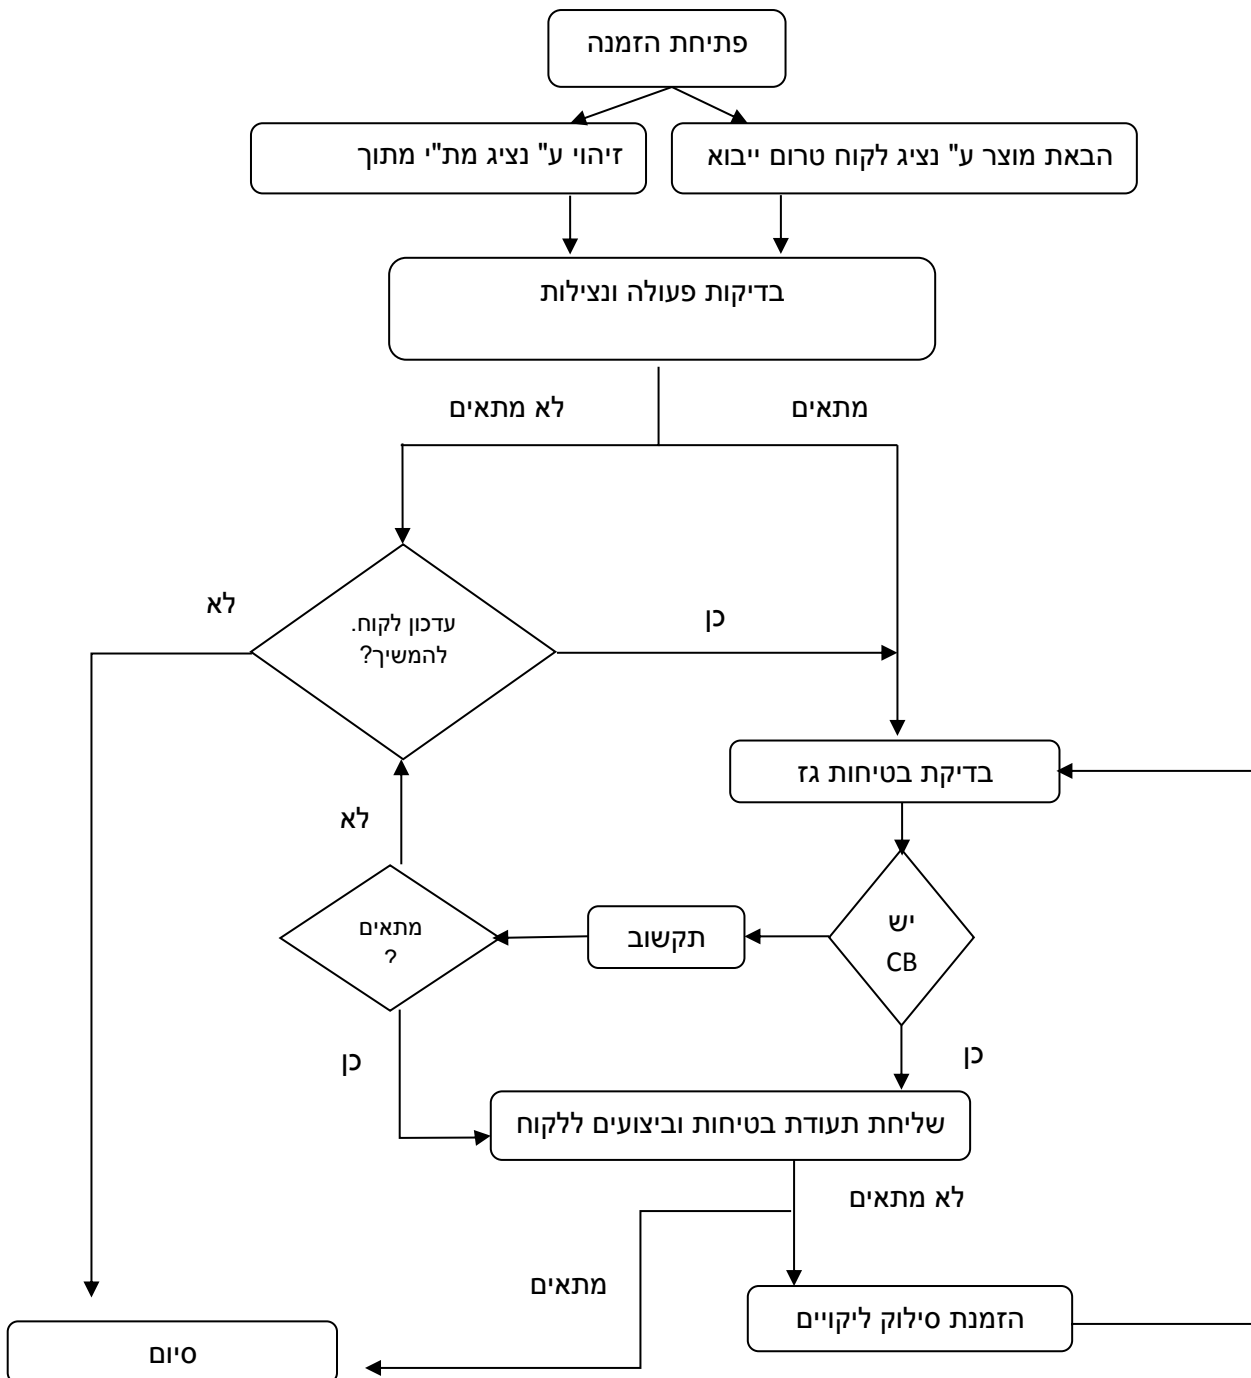 פתיחת הזמנה
הבאת מוצר ע" נציג לקוח טרום ייבוא
זיהוי ע" נציג מת"י מתוך
בדיקות פעולה ונצילות
מתאים
לא מתאים
לא
עדכון לקוח.
להמשיך?
כן
בדיקת בטיחות גז
לא
יש
CB
תקשוב
מתאים
?
כן
כן
שליחת תעודת בטיחות וביצועים ללקוח
לא מתאים
מתאים
הזמנת סילוק ליקויים
סיום